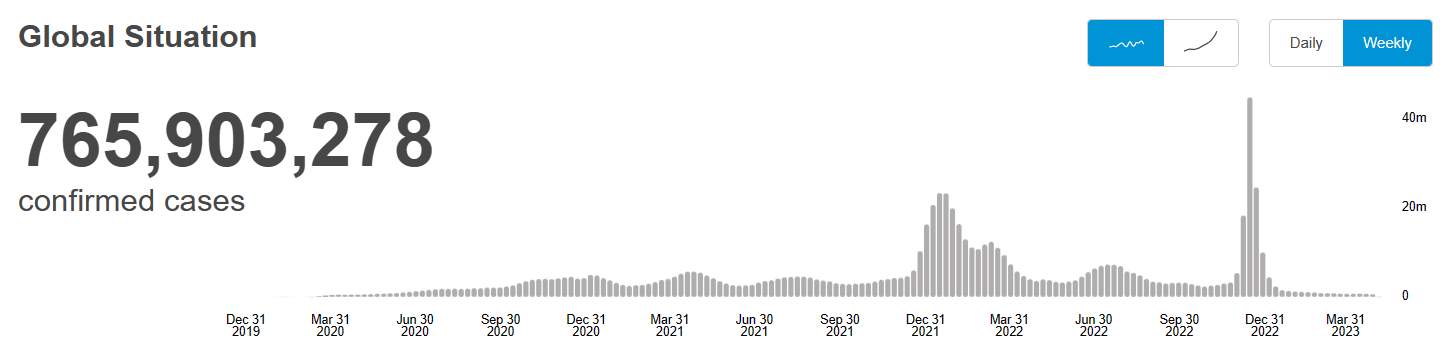 Global Situation
Daily
Weekly
765,903,278
confirmed cases
40m
20m
0
Dec 31
2019
Mar 31
2020
Jun 30
2020
Sep 30
2020
Dec 31
2020
Mar 31
2021
Jun 30
2021
Sep 30
2021
Dec 31
2021
Mar 31
2022
Jun 30
2022
Sep 30
2022
Dec 31
2022
Mar 31
2023